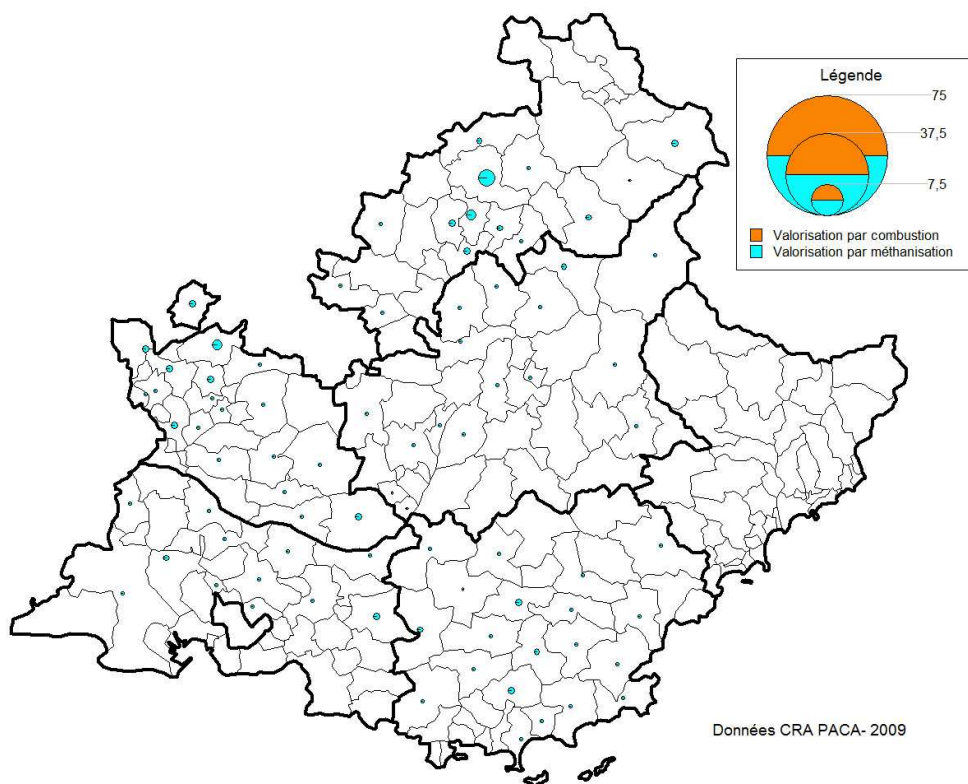 Légende
75
37,5
7,5
Valorisation par combustion
Valorisation par méthanisation
Données CRA PACA- 2009